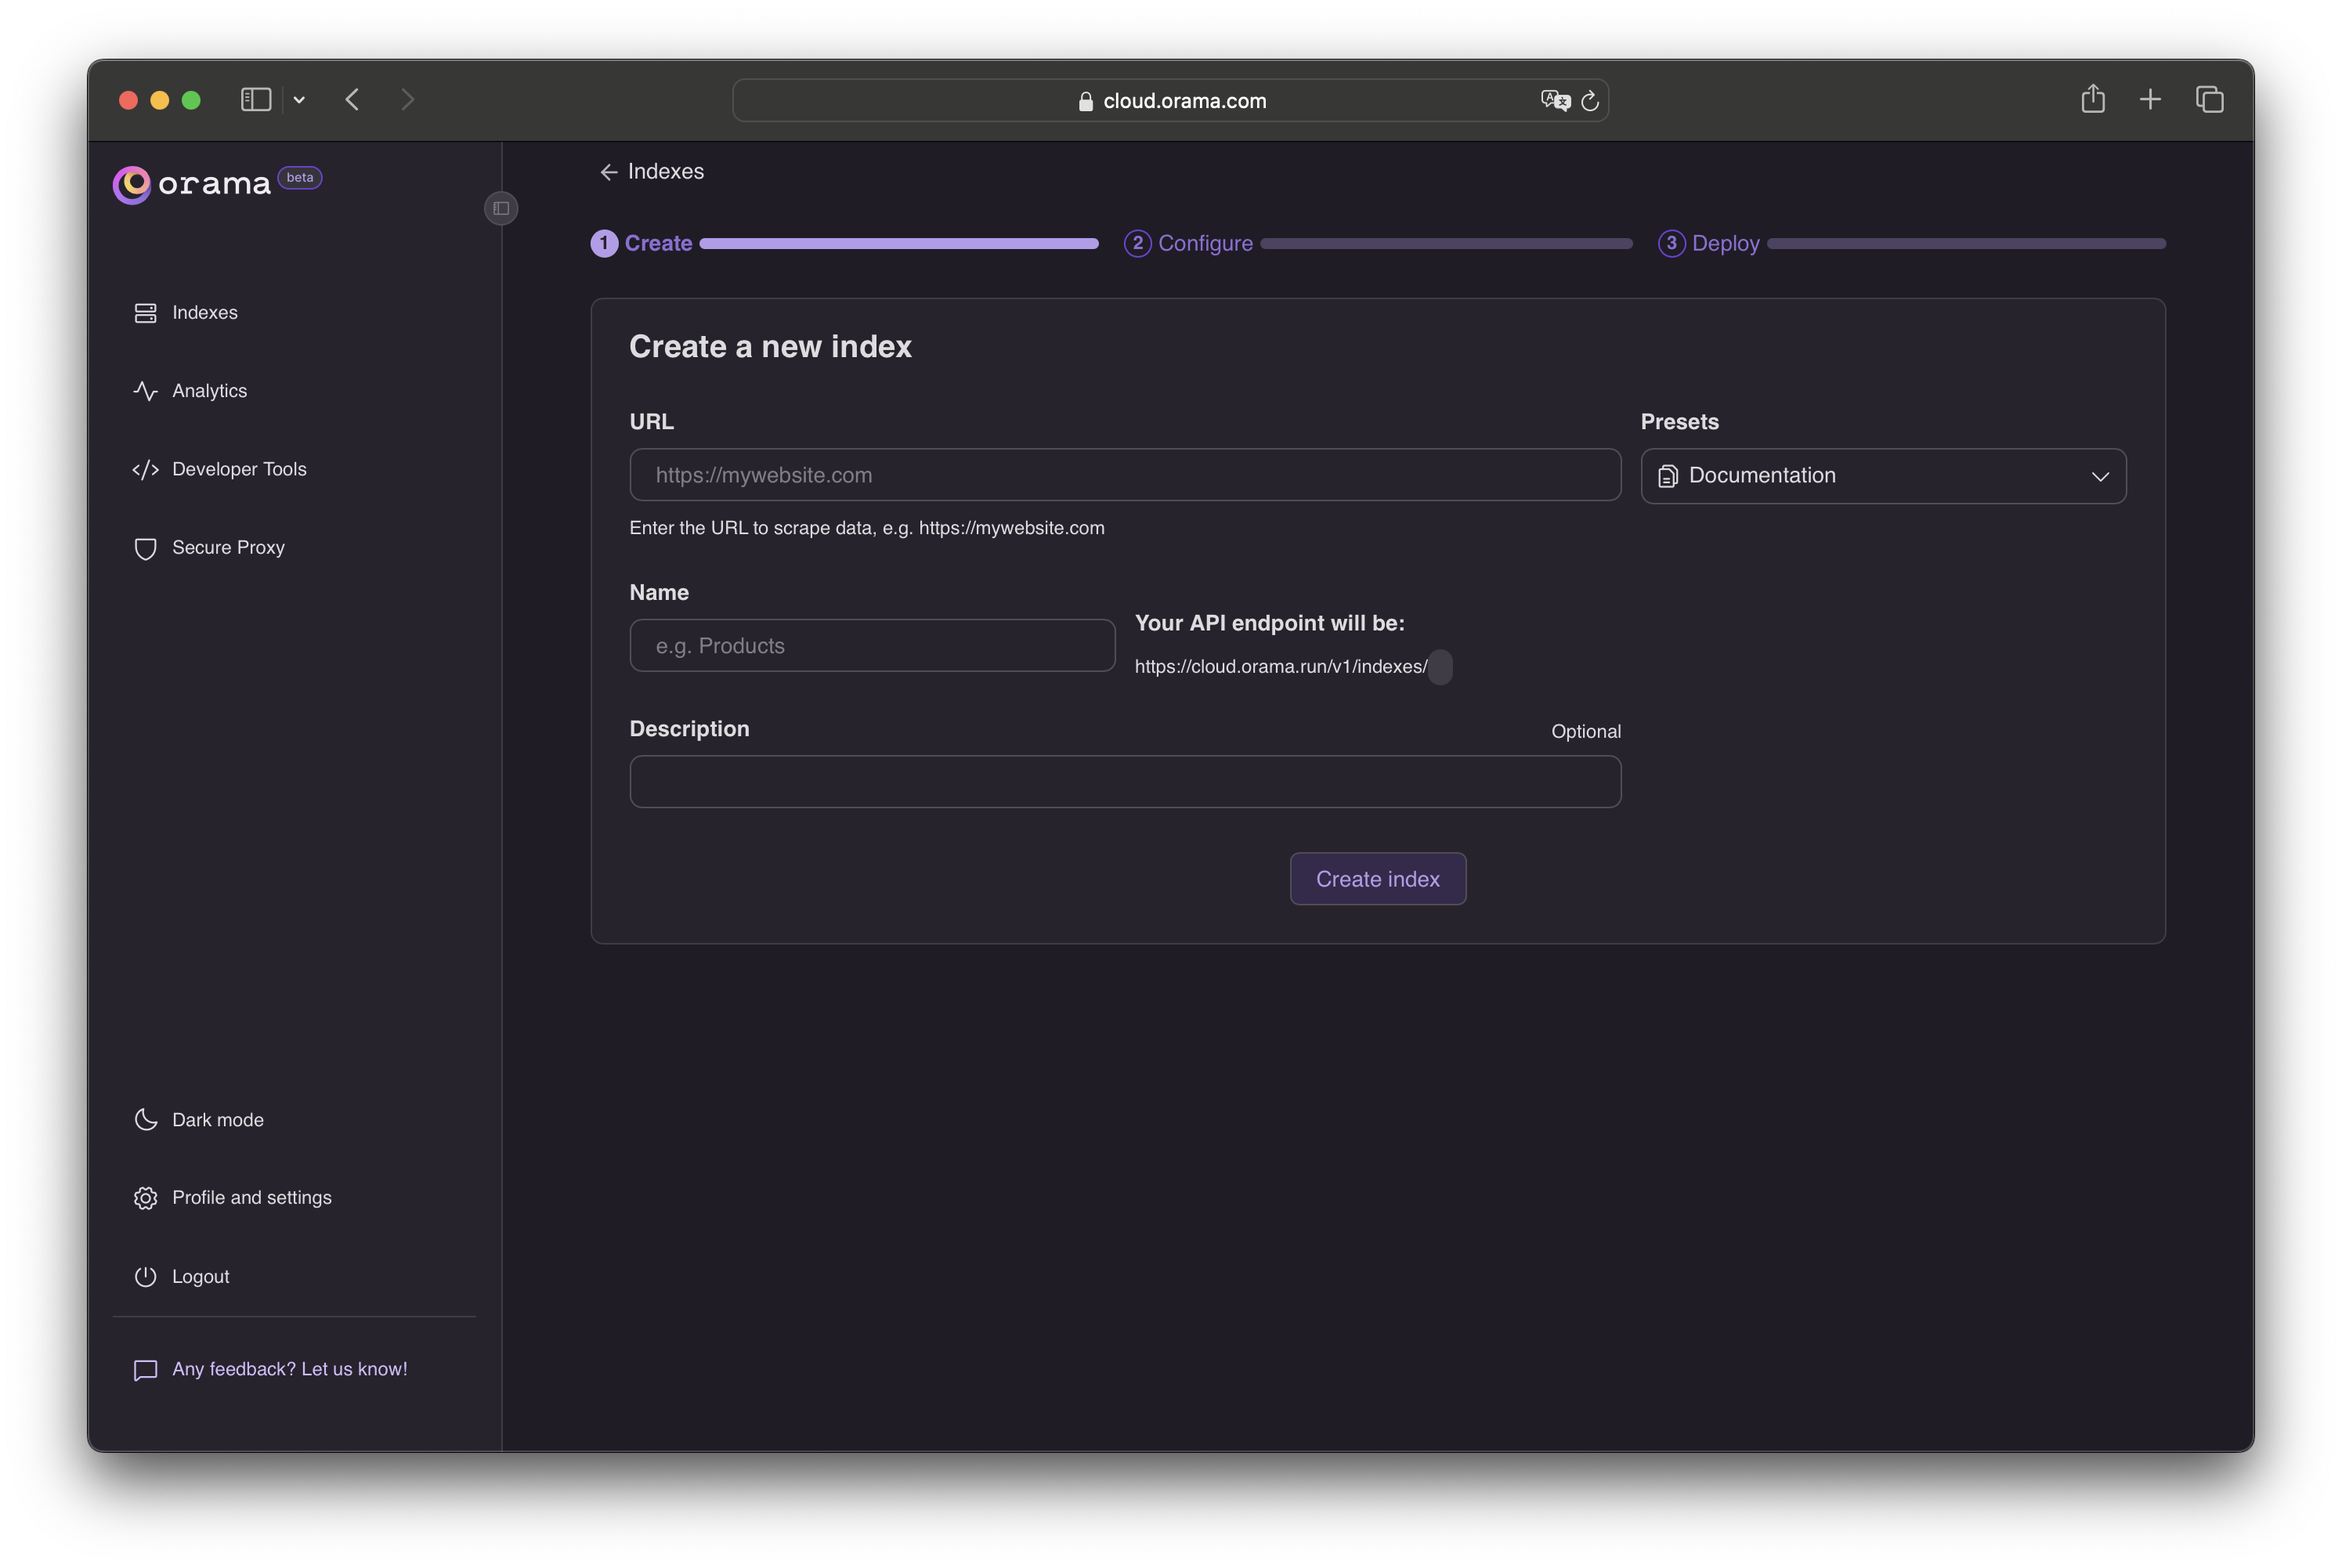 cloud.orama.com
orama beta
Indexes
Analytics
Developer Tools
Secure Proxy
Dark mode
Profile and settings
Logout
Any feedback? Let us know!
Indexes
1 Create 2 Configure 3 Deploy
Create a new index
URL
https://mywebsite.com
Enter the URL to scrape data, e.g. https://mywebsite.com
Presets
Documentation
Name
e.g. Products
Your API endpoint will be:
https://cloud.orama.run/v1/indexes/
Description Optional
Create index